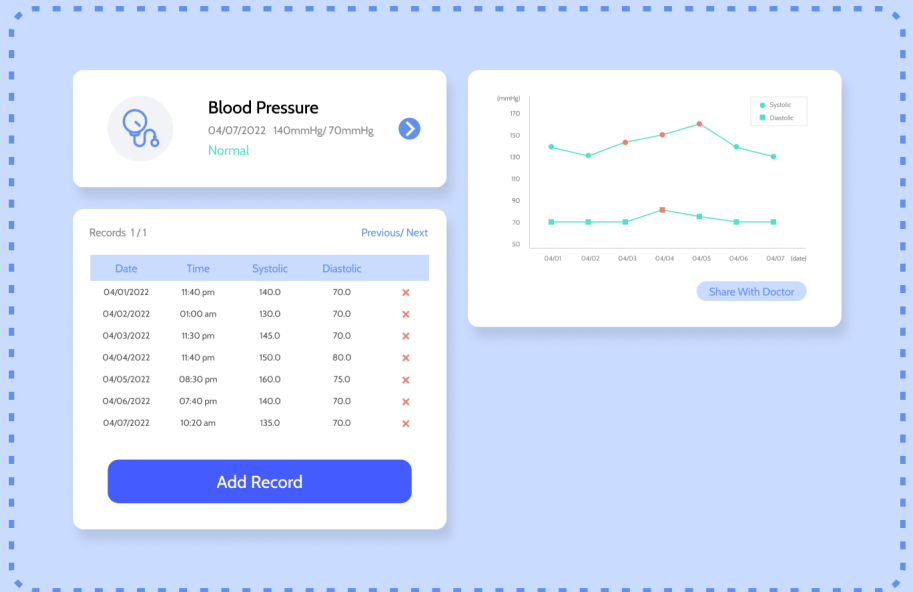 Blood Pressure
04/07/2022 140mmHg/ 70mmHg
Normal
Records 1 / 1
Previous/ Next
Date Time Systolic Diastolic
04/01/2022 11:40 pm 140.0 70.0
04/02/2022 01:00 am 130.0 70.0
04/03/2022 11:30 pm 145.0 70.0
04/04/2022 11:40 pm 150.0 80.0
04/05/2022 08:30 pm 160.0 75.0
04/06/2022 07:40 pm 140.0 70.0
04/07/2022 10:20 am 135.0 70.0
Add Record
(mmHg)
170
150
130
110
90
70
50
Systolic
Diastolic
04/01 04/02 04/03 04/04 04/05 04/06 04/07 (date)
Share With Doctor